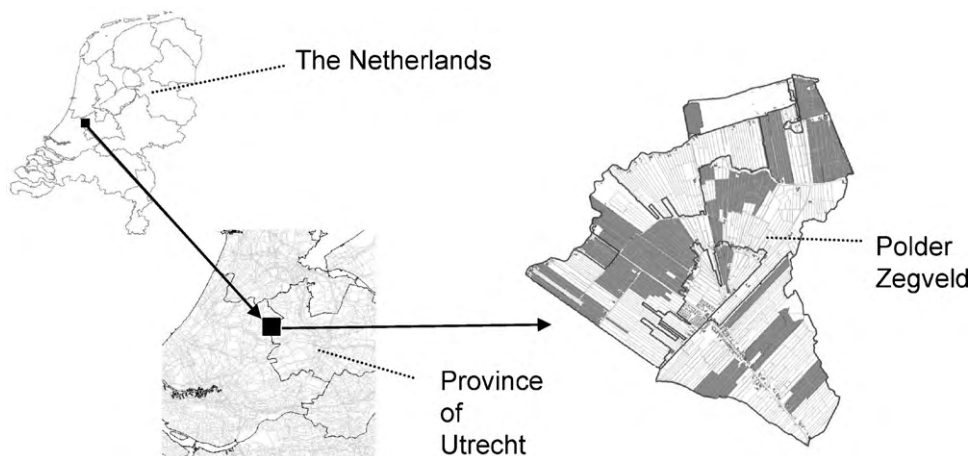 The Netherlands
Province
of
Utrecht
Polder
Zegveld